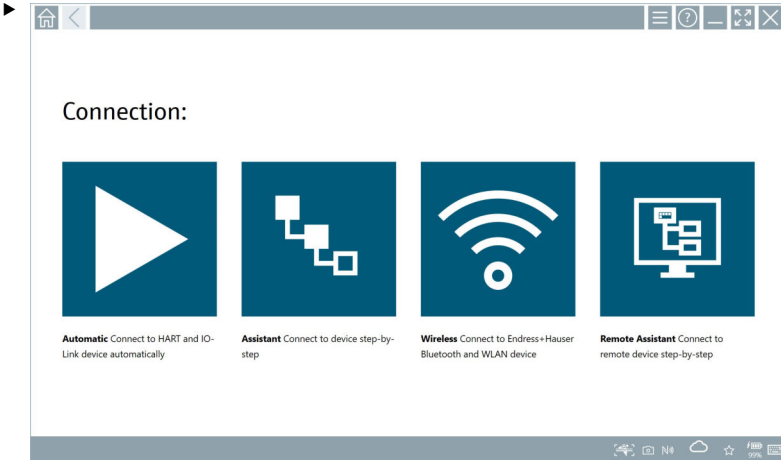 Connection:
Automatic Connect to HART and IO-
Link device automatically
Assistant Connect to device step-by-
step
Wireless Connect to Endress+Hauser
Bluetooth and WLAN device
Remote Assistant Connect to
remote device step-by-step
99%